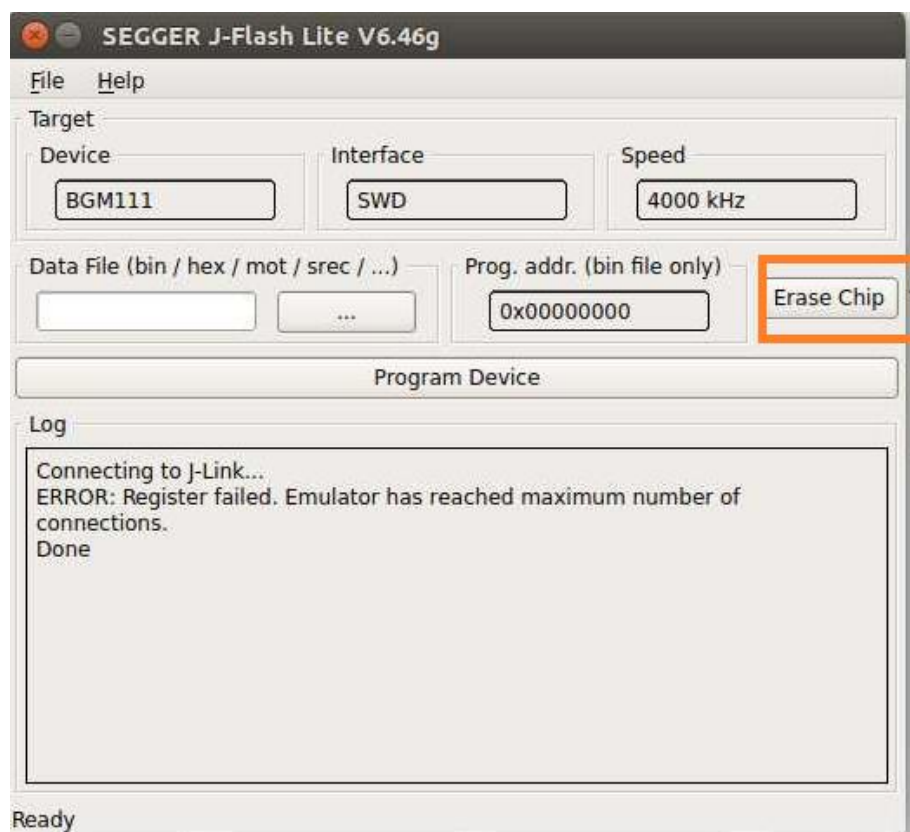 SEGGER J-Flash Lite V6.46g
File Help
Target
Device Interface Speed
BGM111 SWD 4000 kHz
Data File (bin / hex / mot / srec / ...) Prog. addr. (bin file only)
... 0x00000000 Erase Chip
Program Device
Log
Connecting to J-Link...
ERROR: Register failed. Emulator has reached maximum number of
connections.
Done
Ready